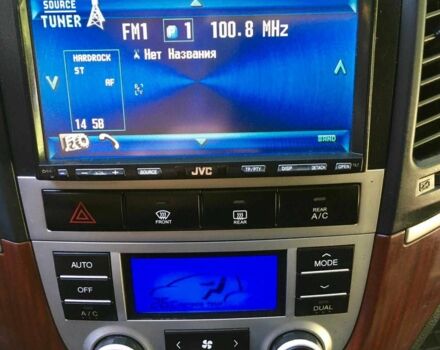 SOURCE
TUNER
FM1 P 1 100.8 MHz
Нет Названия
HARDROCK
ST
AF
14 58
BAND
SOURCE
JVC
TP/PTY
DISP
DETACH
OPEN
FRONT
REAR
REAR A/C
AUTO
OFF
A/C
MODE
DUAL